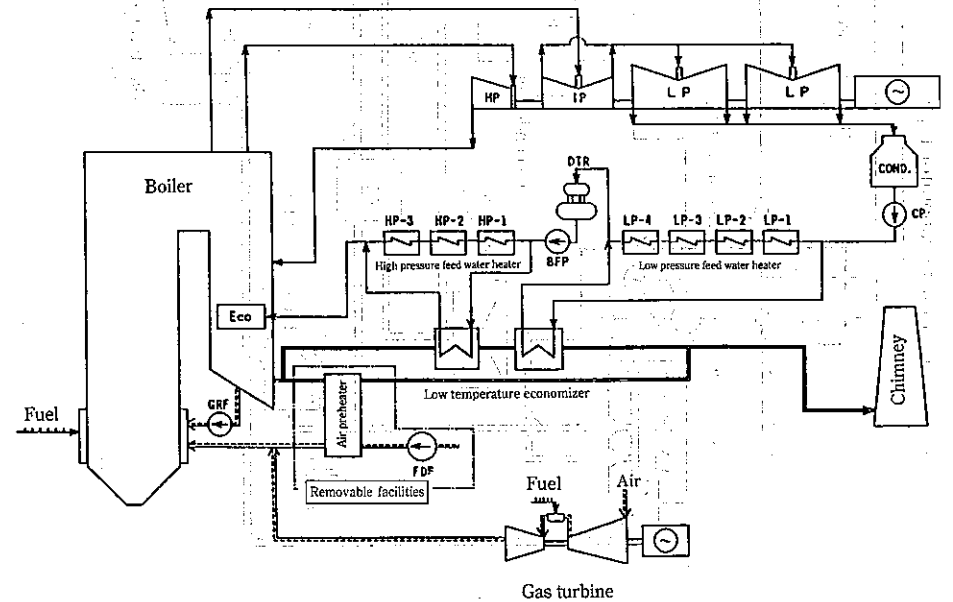 HP
IP
LP
LP
Boiler
COND.
DTR
CP
HP-3
HP-2
HP-1
LP-4
LP-3
LP-2
LP-1
BFP
High pressure feed water heater
Low pressure feed water heater
Eco
Chimney
Low temperature economizer
Air preheater
GRF
Fuel
FDF
Removable facilities
Fuel
Air
Gas turbine